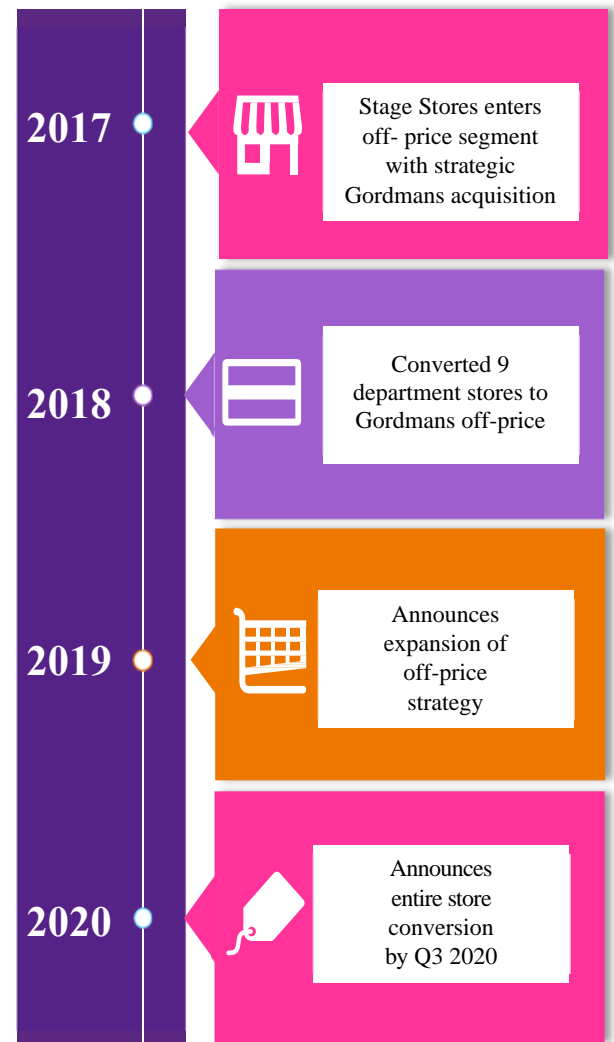 2017
Stage Stores enters
off- price segment
with strategic
Gordmans acquisition
2018
Converted 9
department stores to
Gordmans off-price
2019
Announces
expansion of
off-price
strategy
2020
Announces
entire store
conversion
by Q3 2020